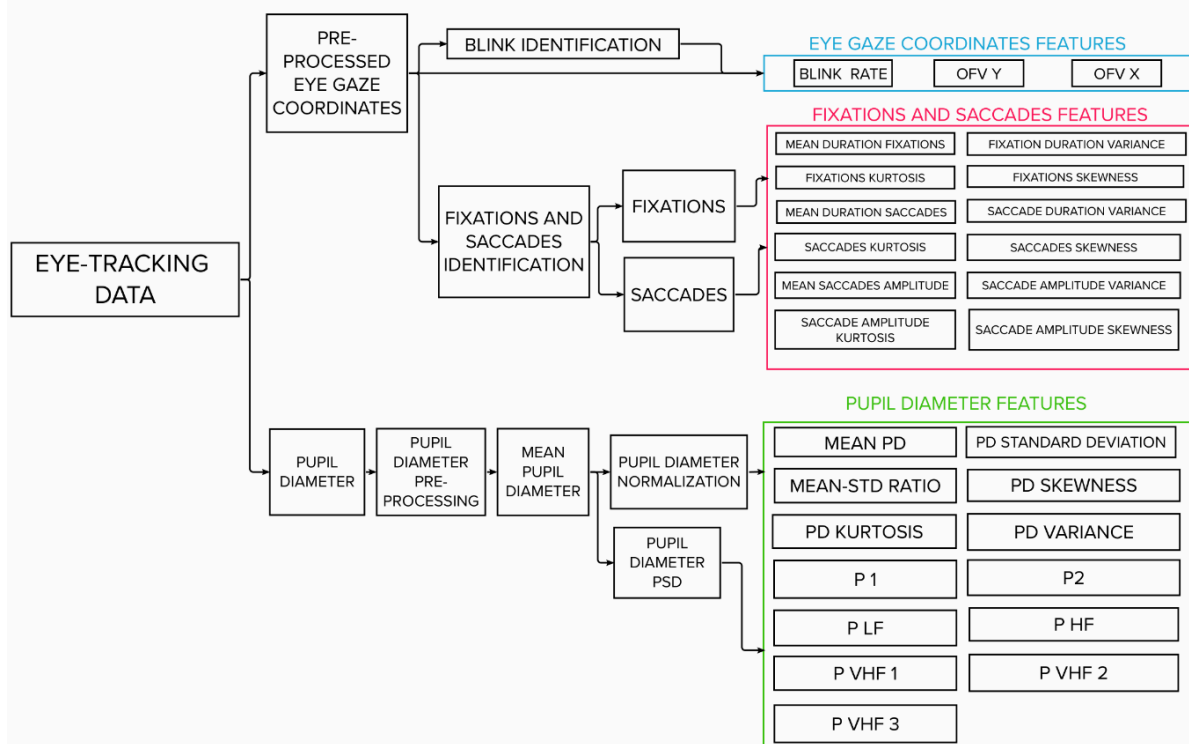 EYE-TRACKING
DATA
PRE-
PROCESSED
EYE GAZE
COORDINATES
BLINK IDENTIFICATION
FIXATIONS AND
SACCADES
IDENTIFICATION
FIXATIONS
SACCADES
EYE GAZE COORDINATES FEATURES
BLINK RATE
OFV Y
OFV X
FIXATIONS AND SACCADES FEATURES
MEAN DURATION FIXATIONS
FIXATION DURATION VARIANCE
FIXATIONS KURTOSIS
FIXATIONS SKEWNESS
MEAN DURATION SACCADES
SACCADE DURATION VARIANCE
SACCADES KURTOSIS
SACCADES SKEWNESS
MEAN SACCADES AMPLITUDE
SACCADE AMPLITUDE VARIANCE
SACCADE AMPLITUDE
KURTOSIS
SACCADE AMPLITUDE SKEWNESS
PUPIL
DIAMETER
PUPIL
DIAMETER
PRE-
PROCESSING
MEAN
PUPIL
DIAMETER
PUPIL DIAMETER
NORMALIZATION
PUPIL
DIAMETER
PSD
PUPIL DIAMETER FEATURES
MEAN PD
PD STANDARD DEVIATION
MEAN-STD RATIO
PD SKEWNESS
PD KURTOSIS
PD VARIANCE
P 1
P2
P LF
P HF
P VHF 1
P VHF 2
P VHF 3